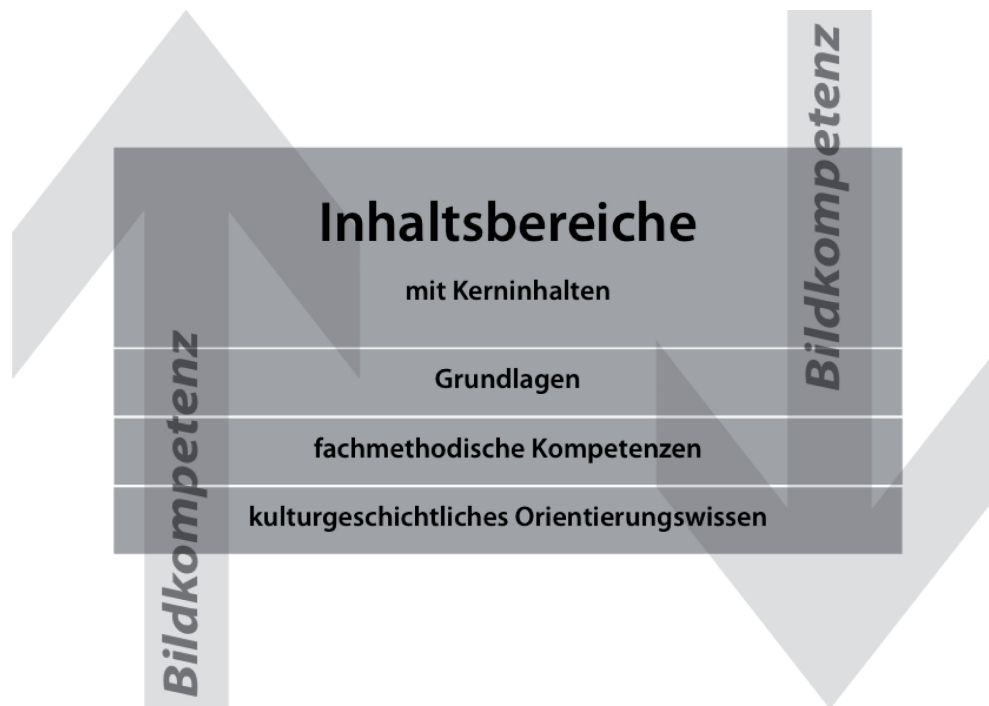 Inhaltsbereiche
mit Kerninhalten
Grundlagen
fachmethodische Kompetenzen
kulturgeschichtliches Orientierungswissen
Bildkompetenz
Bildkompetenz